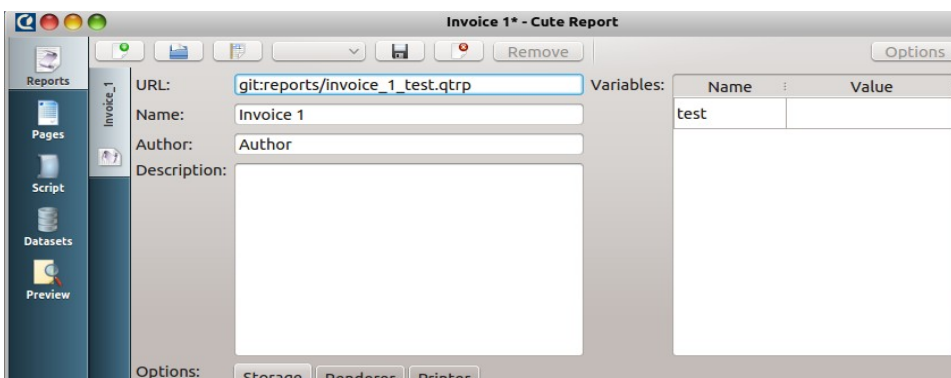 Invoice 1* - Cute Report
Remove
Options
Reports
Pages
Script
Datasets
Preview
Invoice_1
URL:
git:reports/invoice_1_test.qtrp
Name:
Invoice 1
Author:
Author
Description:
Variables:
Name
Value
test
Options:
Storage
Renderer
Printer